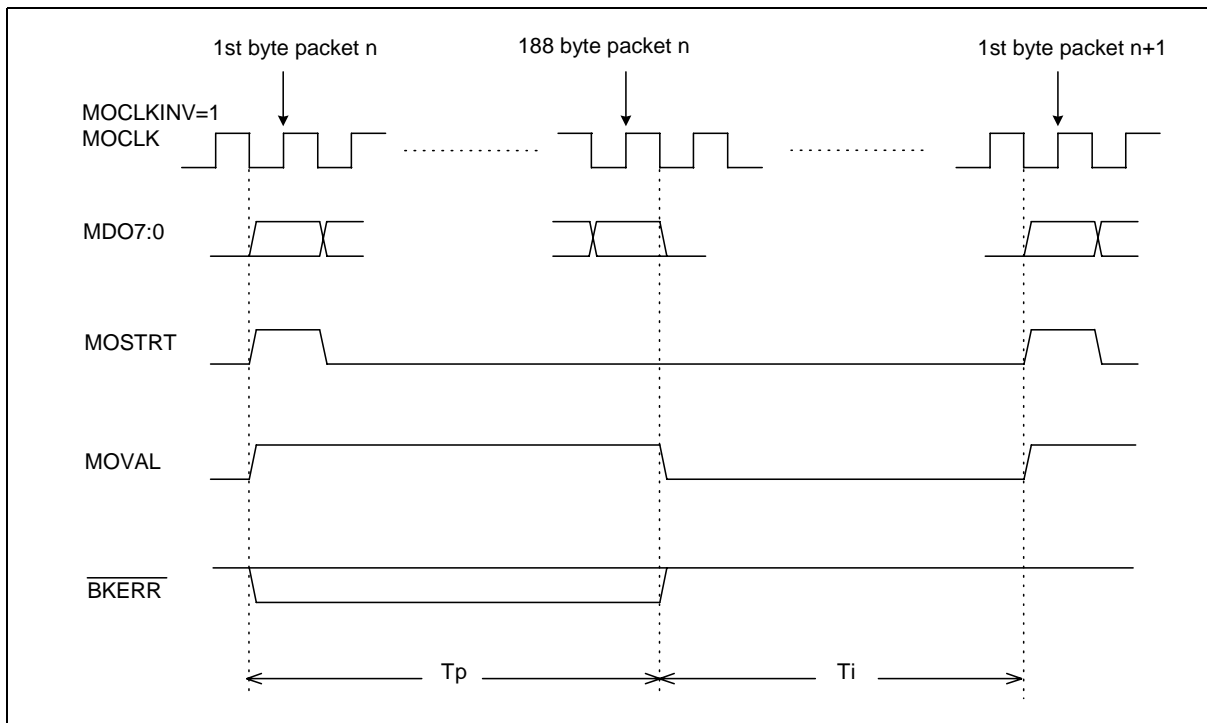 1st byte packet n
188 byte packet n
1st byte packet n+1
MOCLKINV=1
MOCLK
MDO7:0
MOSTRT
MOVAL
BKERR
Tp
Ti